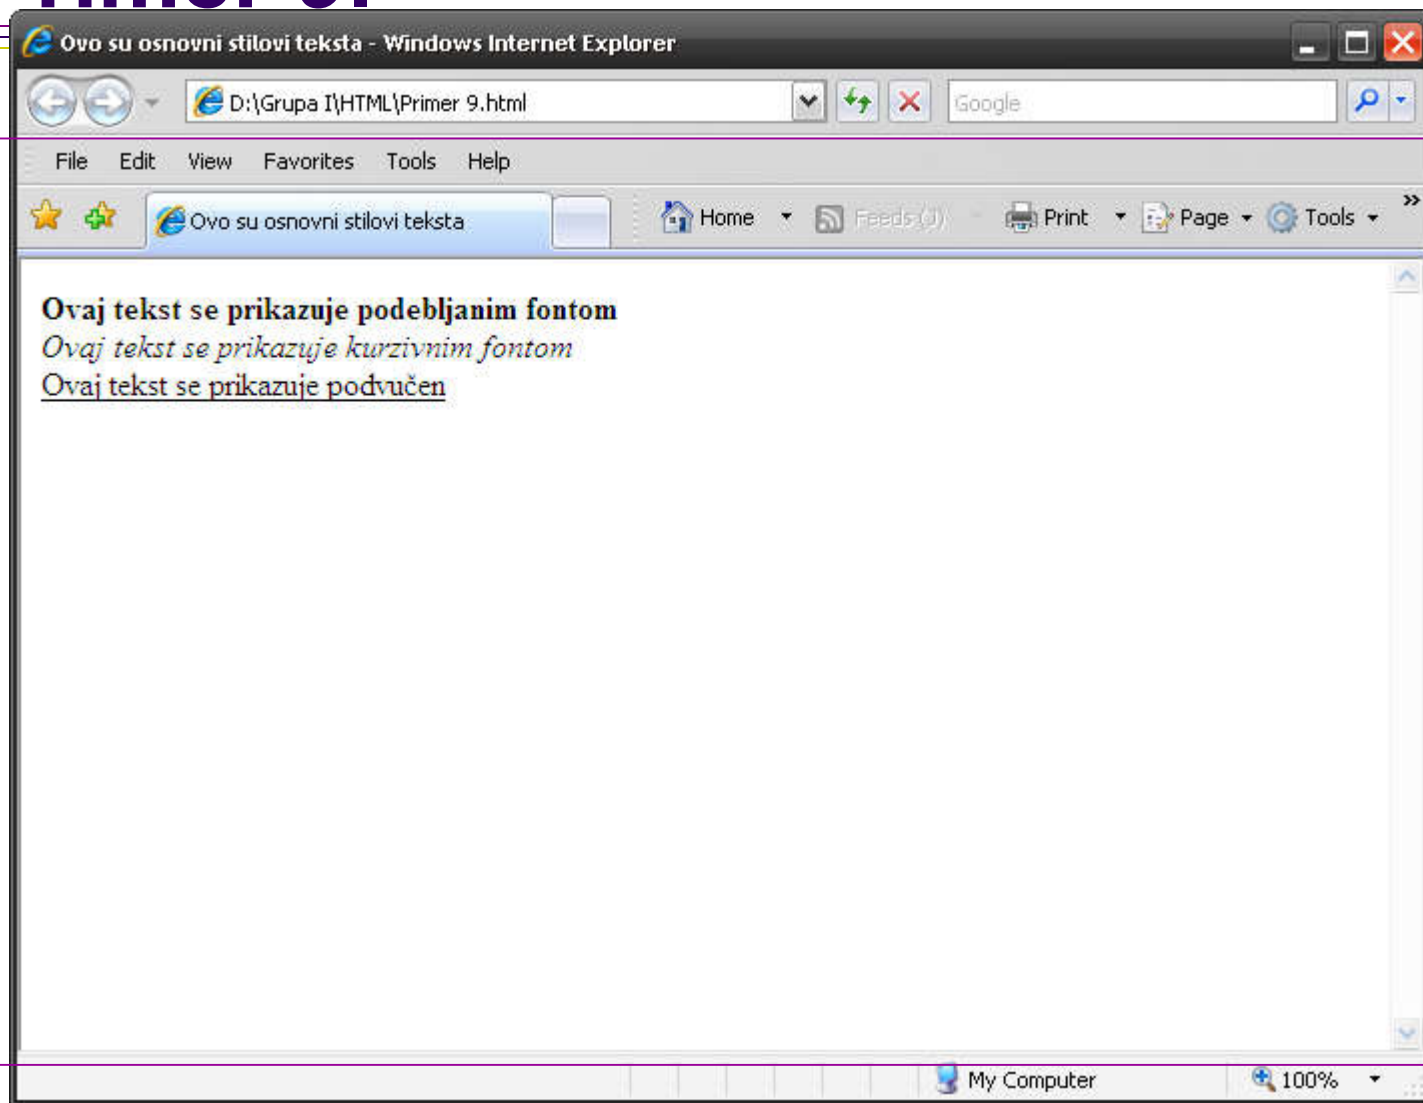 Ovo su osnovni stilovi teksta - Windows Internet Explorer
D:\Grupa I\HTML\Primer 9.html
Google
File Edit View Favorites Tools Help
Ovo su osnovni stilovi teksta
Home Feeds (J) Print Page Tools »
Ovaj tekst se prikazuje podebljanim fontom
Ovaj tekst se prikazuje kurzivnim fontom
Ovaj tekst se prikazuje podvučen
My Computer 100%